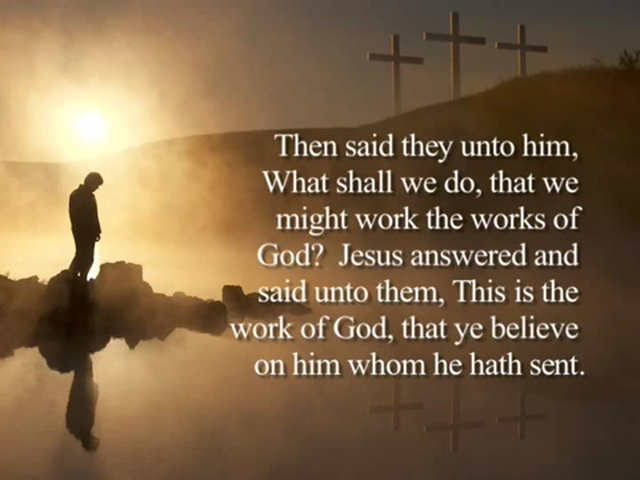 Then said they unto him,
What shall we do, that we
might work the works of
God?  Jesus answered and
said unto them, This is the
work of God, that ye believe
on him whom he hath sent.